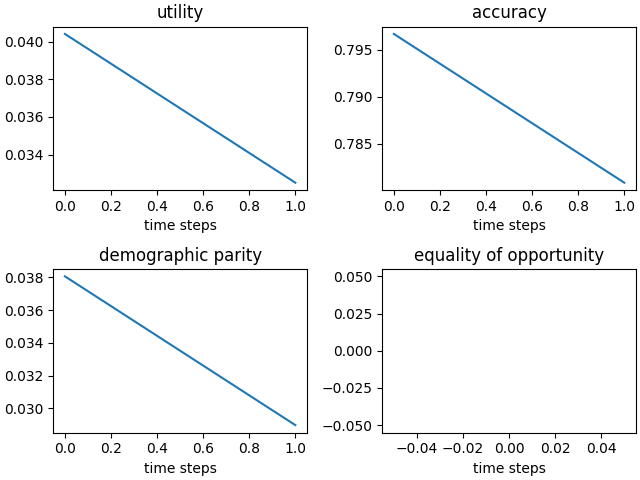 utility
0.040
0.038
0.036
0.034
0.0 0.2 0.4 0.6 0.8 1.0
time steps
accuracy
0.795
0.790
0.785
0.0 0.2 0.4 0.6 0.8 1.0
time steps
demographic parity
0.038
0.036
0.034
0.032
0.030
0.0 0.2 0.4 0.6 0.8 1.0
time steps
equality of opportunity
0.050
0.025
0.000
−0.025
−0.050
−0.04 −0.02 0.00 0.02 0.04
time steps